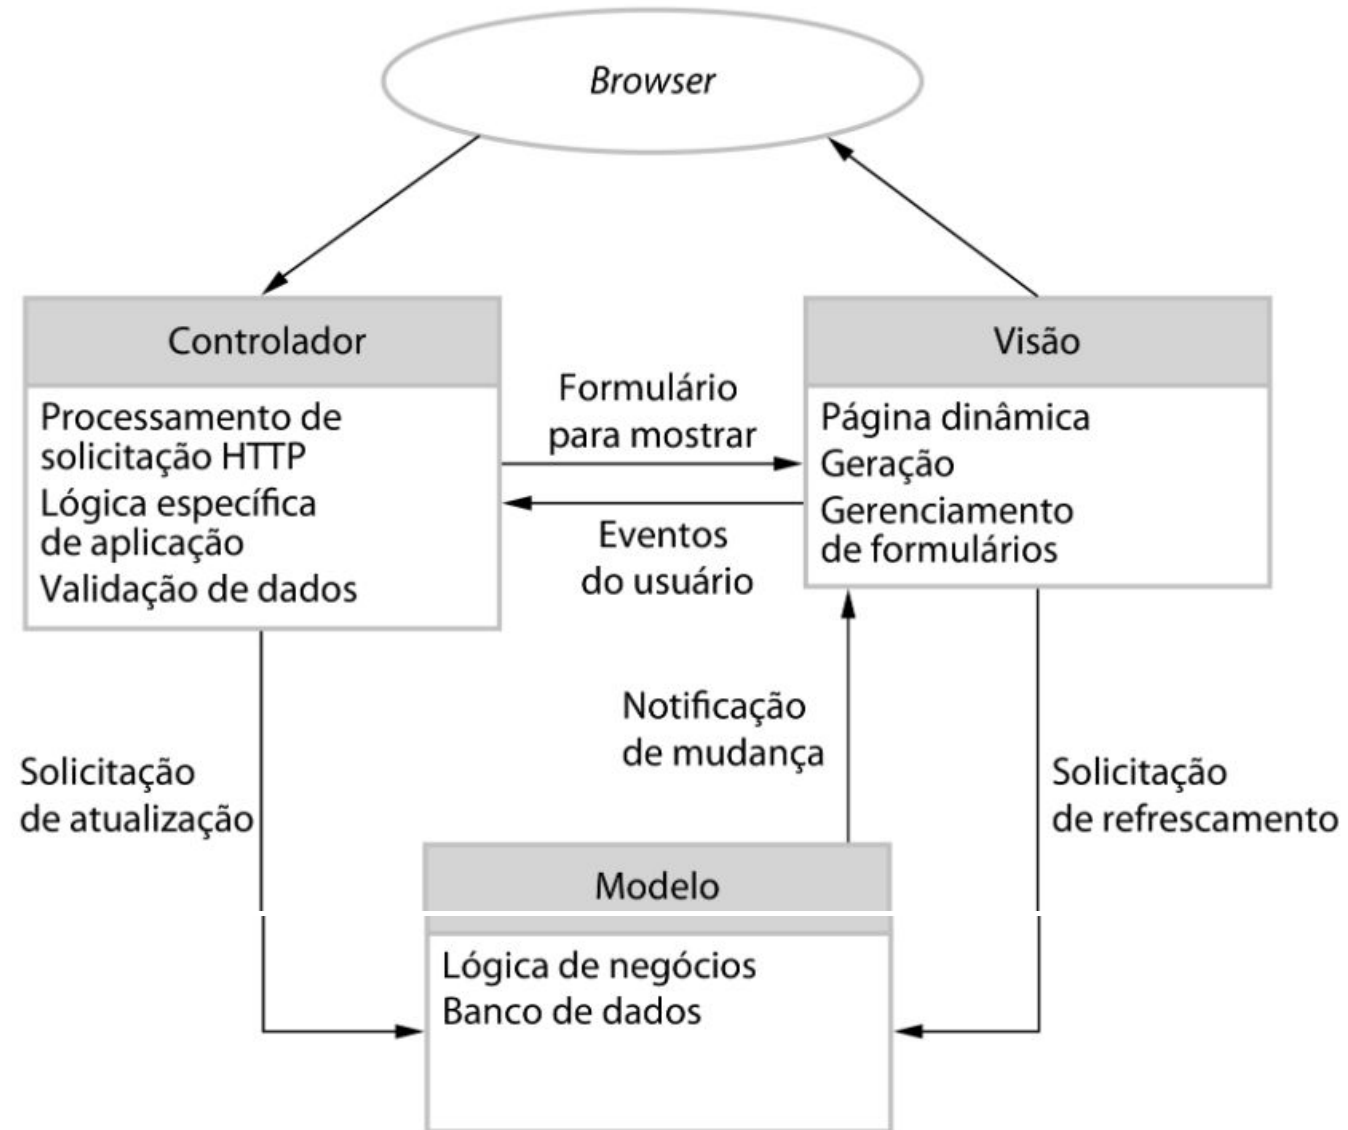 Browser
Controlador
Processamento de
solicitação HTTP
Lógica específica
de aplicação
Validação de dados
Formulário
para mostrar
Eventos
do usuário
Visão
Página dinâmica
Geração
Gerenciamento
de formulários
Solicitação
de atualização
Notificação
de mudança
Solicitação
de refrescamento
Modelo
Lógica de negócios
Banco de dados